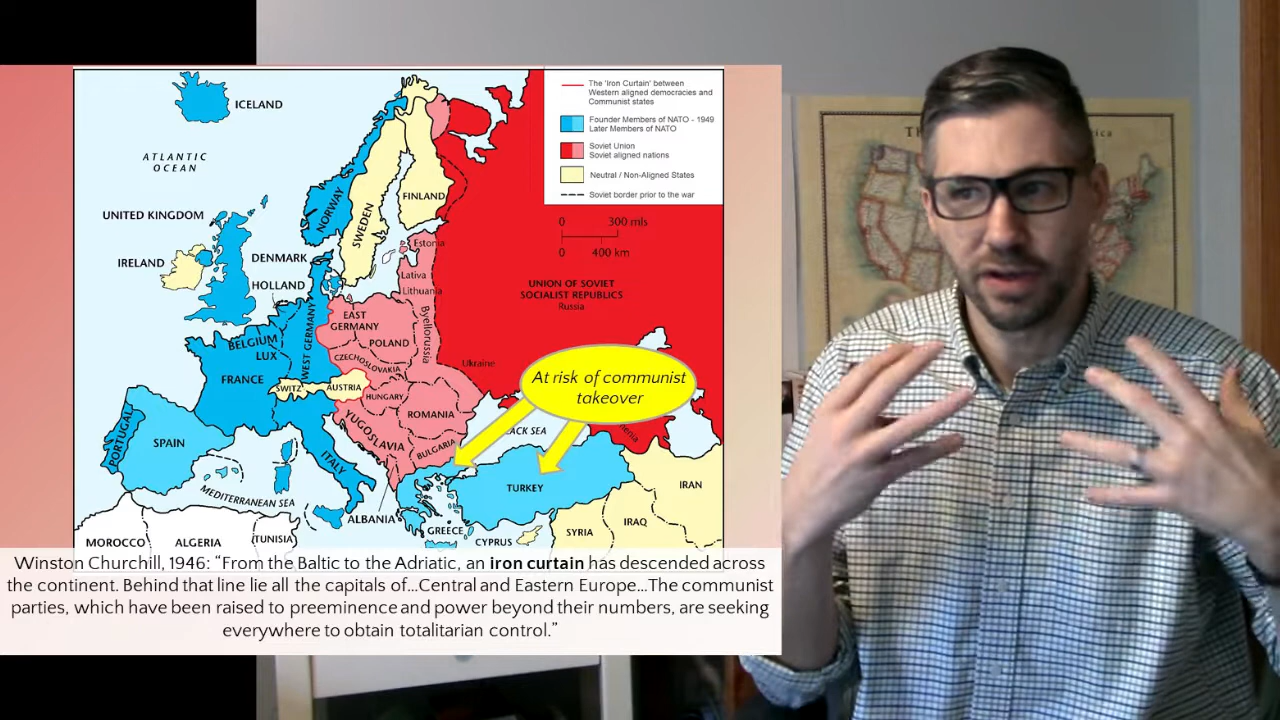 ICELAND
ATLANTIC
OCEAN
UNITED KINGDOM
IRELAND
NORWAY
SWEDEN
FINLAND
DENMARK
HOLLAND
BELGIUM
LUX
WEST GERMANY
EAST
GERMANY
POLAND
CZECHOSLOVAKIA
FRANCE
SWITZ
AUSTRIA
HUNGARY
ROMANIA
YUGOSLAVIA
BULGARIA
ITALY
PORTUGAL
SPAIN
MEDITERRANEAN SEA
ALBANIA
GREECE
TURKEY
CYPRUS
SYRIA
IRAQ
IRAN
MOROCCO
ALGERIA
TUNISIA
Estonia
Lativa
Lithuania
Byellorussia
Ukraine
UNION OF SOVIET
SOCIALIST REPUBLICS
Russia
LACK SEA
The 'Iron Curtain' between
Western aligned democracies and
Communist states
Founder Members of NATO - 1949
Later Members of NATO
Soviet Union
Soviet aligned nations
Neutral / Non-Aligned States
Soviet border prior to the war
0 300 mls
0 400 km
At risk of communist
takeover
Winston Churchill, 1946: “From the Baltic to the Adriatic, an iron curtain has descended across
the continent. Behind that line lie all the capitals of...Central and Eastern Europe...The communist
parties, which have been raised to preeminence and power beyond their numbers, are seeking
everywhere to obtain totalitarian control.”